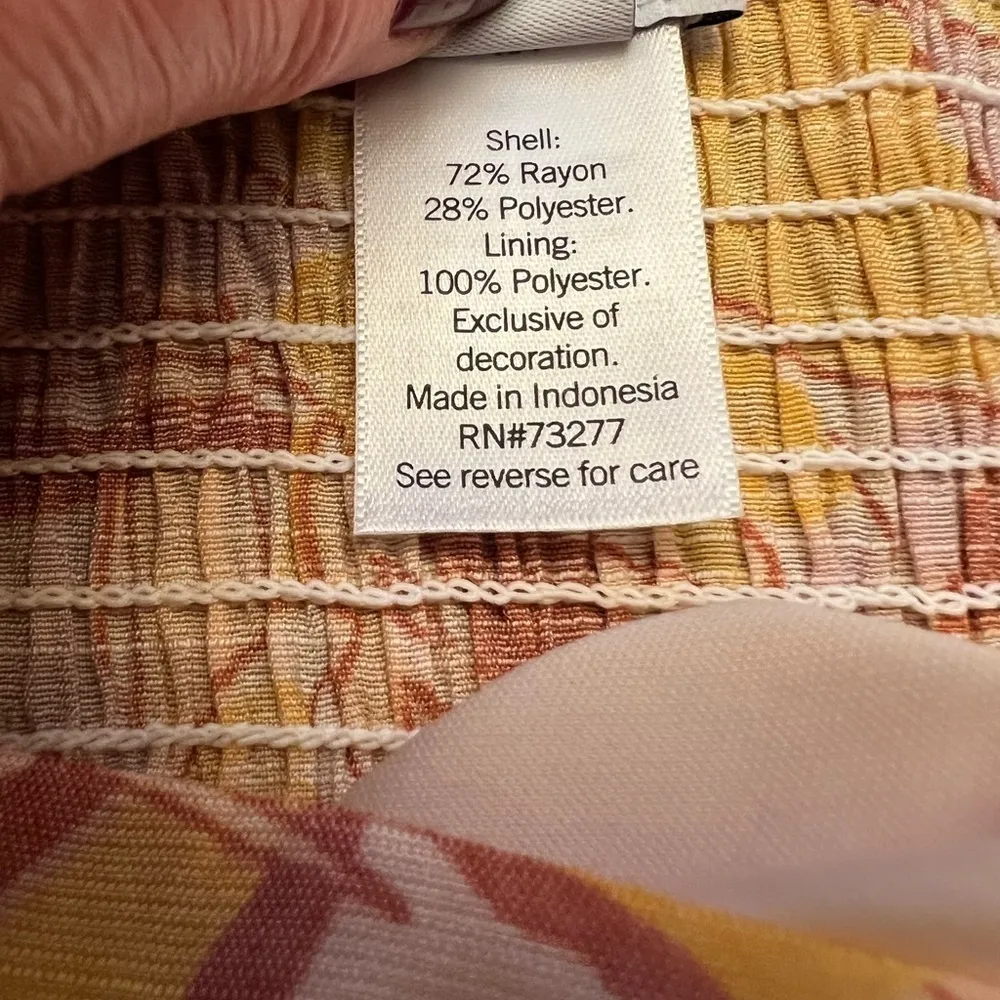 Shell:
72% Rayon
28% Polyester.
Lining:
100% Polyester.
Exclusive of
decoration.
Made in Indonesia
RN#73277
See reverse for care